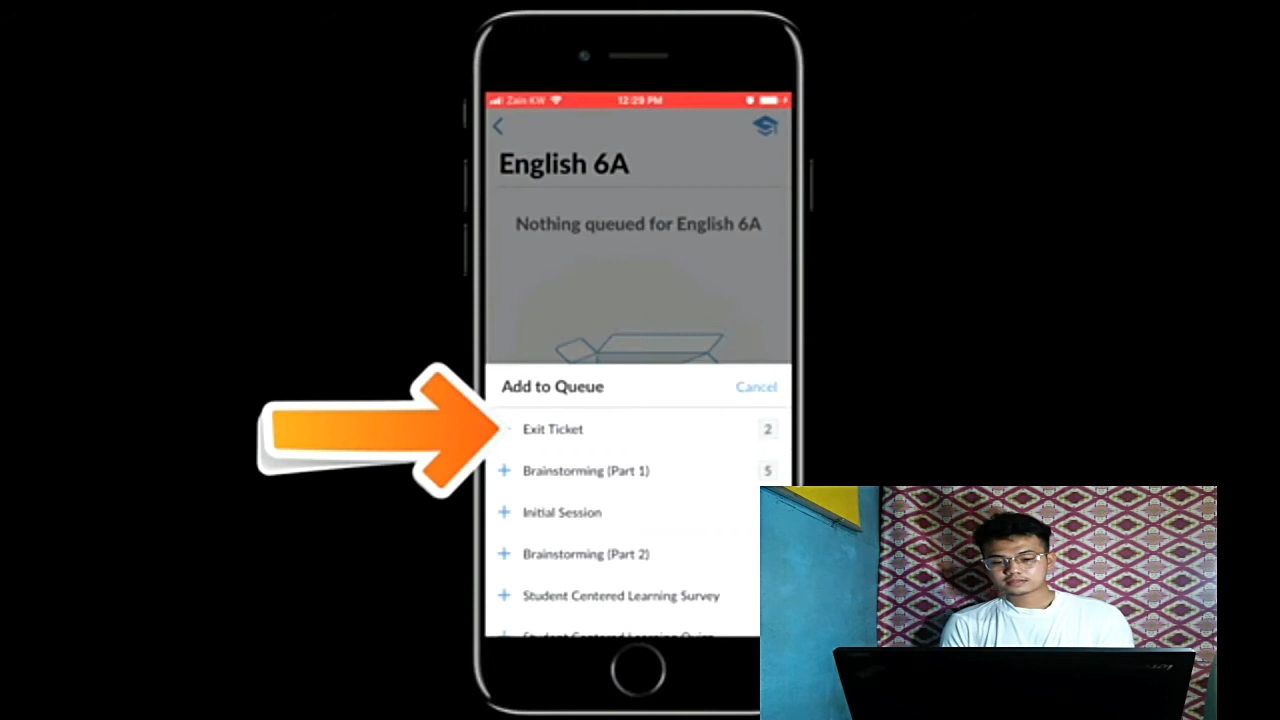 Zain KW
12:29 PM
English 6A
Nothing queued for English 6A
Add to Queue
Cancel
Exit Ticket
2
Brainstorming (Part 1)
5
Initial Session
Brainstorming (Part 2)
Student Centered Learning Survey